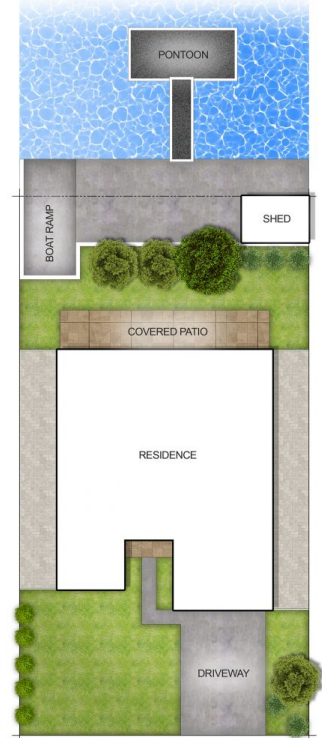 PONTOON
SHED
BOAT RAMP
COVERED PATIO
RESIDENCE
DRIVEWAY